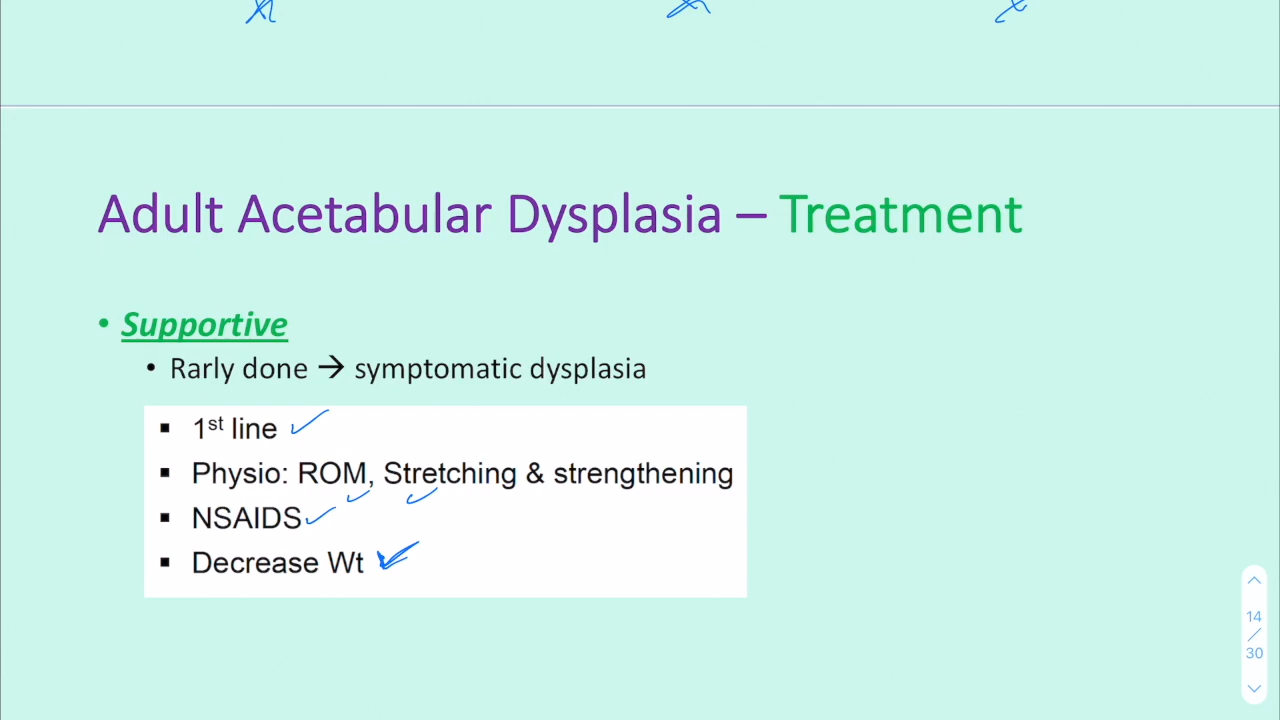 Adult Acetabular Dysplasia – Treatment
• Supportive
• Rarly done → symptomatic dysplasia
▪ 1st line
▪ Physio: ROM, Stretching & strengthening
▪ NSAIDS
▪ Decrease Wt
14
/
30